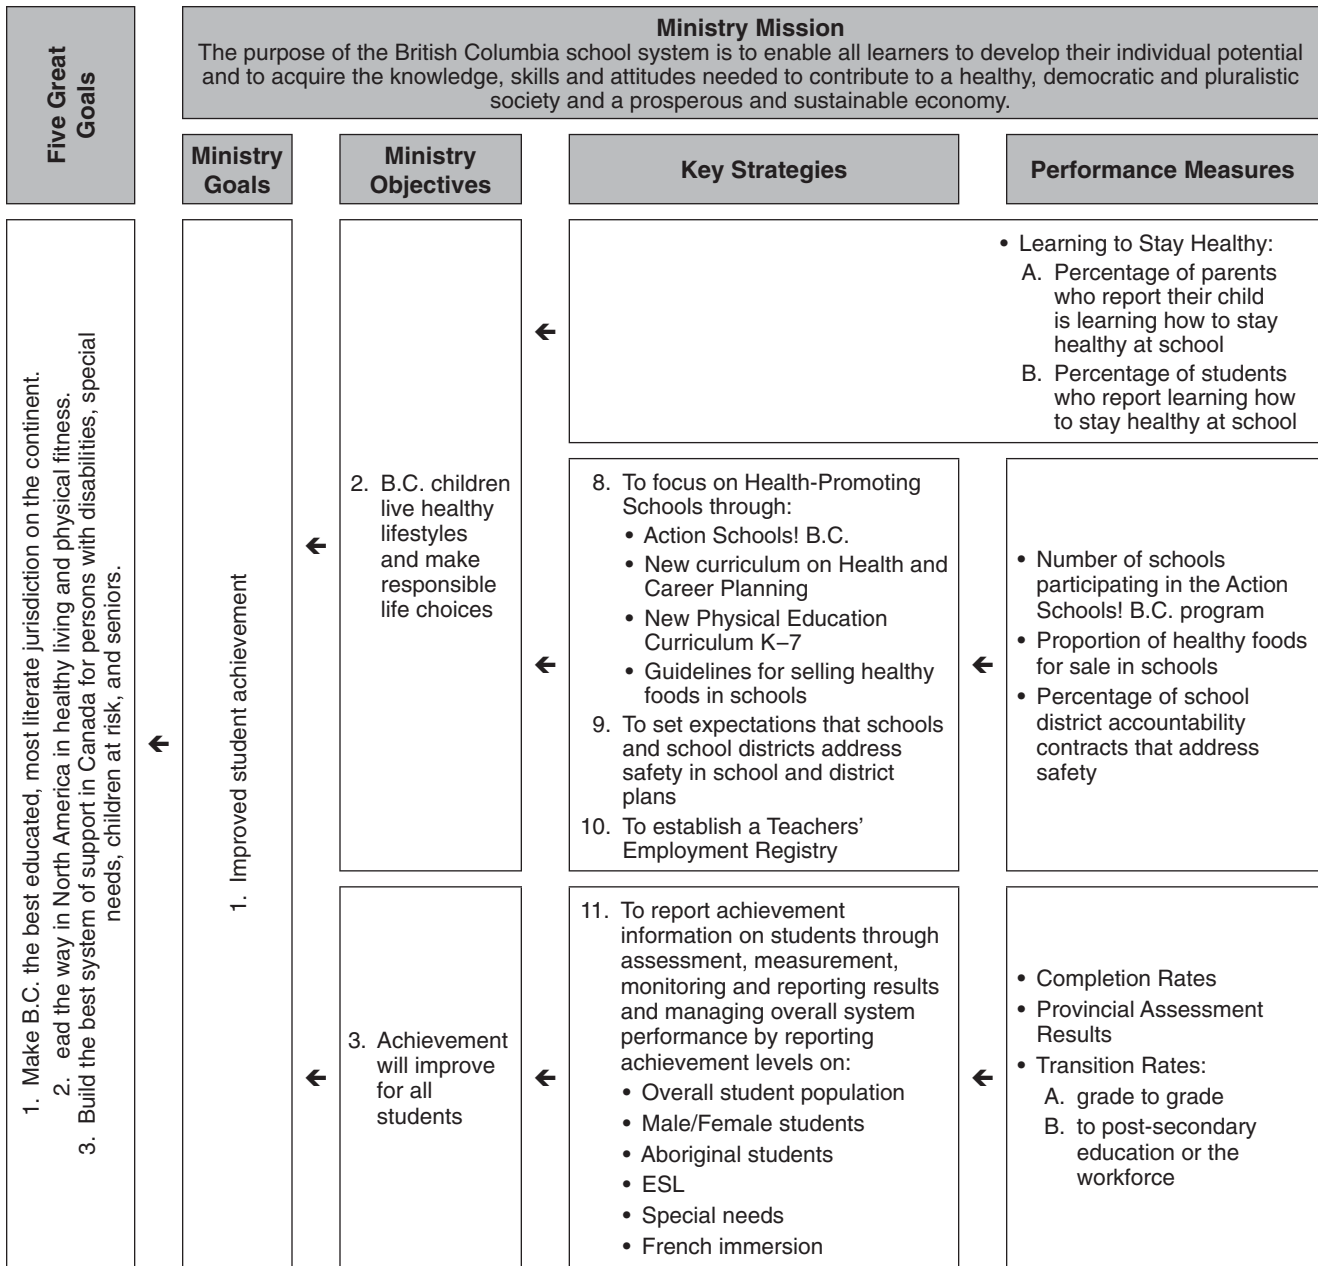 Five Great
Goals
Ministry Mission
The purpose of the British Columbia school system is to enable all learners to develop their individual potential
and to acquire the knowledge, skills and attitudes needed to contribute to a healthy, democratic and pluralistic
society and a prosperous and sustainable economy.
Ministry
Goals
Ministry
Objectives
Key Strategies
Performance Measures
1. Make B.C. the best educated, most literate jurisdiction on the continent.
2. ead the way in North America in healthy living and physical fitness.
3. Build the best system of support in Canada for persons with disabilities, special
needs, children at risk, and seniors.
1. Improved student achievement
• Learning to Stay Healthy:
A. Percentage of parents
who report their child
is learning how to stay
healthy at school
B. Percentage of students
who report learning how
to stay healthy at school
2. B.C. children
live healthy
lifestyles
and make
responsible
life choices
8. To focus on Health-Promoting
Schools through:
• Action Schools! B.C.
• New curriculum on Health and
Career Planning
• New Physical Education
Curriculum K–7
• Guidelines for selling healthy
foods in schools
9. To set expectations that schools
and school districts address
safety in school and district
plans
10. To establish a Teachers'
Employment Registry
• Number of schools
participating in the Action
Schools! B.C. program
• Proportion of healthy foods
for sale in schools
• Percentage of school
district accountability
contracts that address
safety
3. Achievement
will improve
for all
students
11. To report achievement
information on students through
assessment, measurement,
monitoring and reporting results
and managing overall system
performance by reporting
achievement levels on:
• Overall student population
• Male/Female students
• Aboriginal students
• ESL
• Special needs
• French immersion
• Completion Rates
• Provincial Assessment
Results
• Transition Rates:
A. grade to grade
B. to post-secondary
education or the
workforce